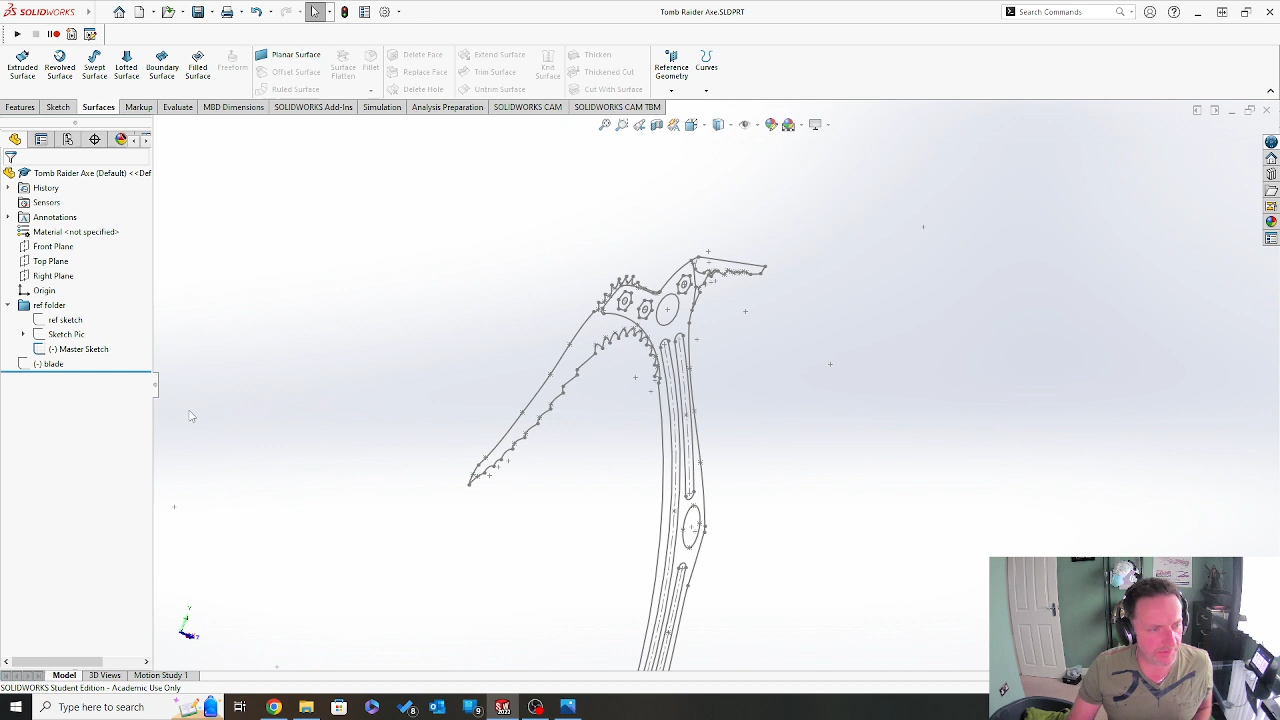 SOLIDWORKS
Tomb Raider Axe.SLDPRT
Search Commands
Extruded Surface
Revolved Surface
Swept Surface
Lofted Surface
Boundary Surface
Filled Surface
Freeform
Planar Surface
Offset Surface
Ruled Surface
Surface Flatten
Fillet
Delete Face
Replace Face
Delete Hole
Extend Surface
Trim Surface
Untrim Surface
Knit Surface
Thicken
Thickened Cut
Cut With Surface
Reference Geometry
Curves
Features Sketch Surfaces Markup Evaluate MBD Dimensions SOLIDWORKS Add-Ins Simulation Analysis Preparation SOLIDWORKS CAM SOLIDWORKS CAM TBM
Tomb Raider Axe (Default) <<Def
History
Sensors
Annotations
Material <not specified>
Front Plane
Top Plane
Right Plane
Origin
ref folder
ref sketch
Sketch Pic
(-) Master Sketch
(-) blade
Model 3D Views Motion Study 1
SOLIDWORKS Student Edition - Academic Use Only
Type here to search